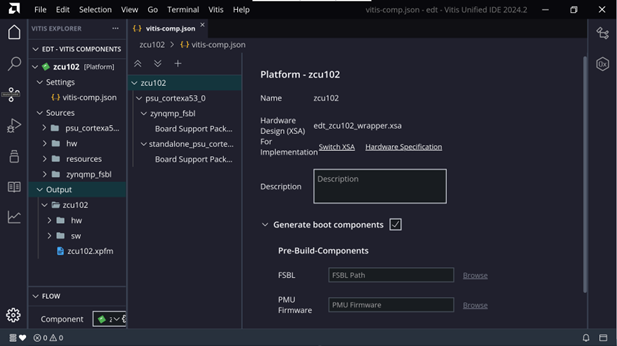 File Edit Selection View Go Terminal Vitis Help
vitis-comp.json - edt - Vitis Unified IDE 2024.2
VITIS EXPLORER
EDT - VITIS COMPONENTS
zcu102 [Platform]
Settings
{..} vitis-comp.json
Sources
psu_cortexa5...
hw
resources
zynqmp_fsbl
Output
zcu102
hw
sw
zcu102.xpfm
FLOW
Component
{..} vitis-comp.json
zcu102 > {..} vitis-comp.json
zcu102
psu_cortexa53_0
zynqmp_fsbl
Board Support Pack...
standalone_psu_corte...
Board Support Pack...
Platform - zcu102
Name zcu102
Hardware
Design (XSA) edt_zcu102_wrapper.xsa
For
Implementation Switch XSA Hardware Specification
Description Description
Generate boot components
Pre-Build-Components
FSBL FSBL Path Browse
PMU
Firmware PMU Firmware Browse
0 0